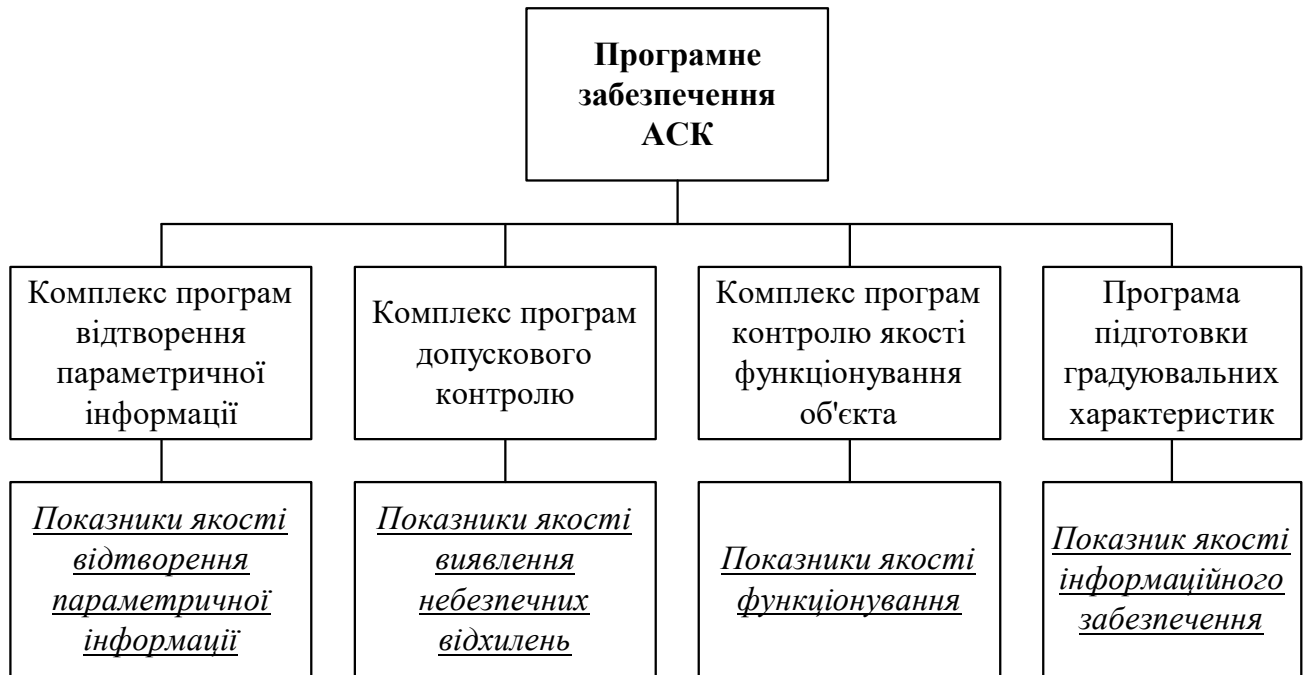 Програмне
забезпечення
АСК
Комплекс програм
відтворення
параметричної
інформації
Комплекс програм
допускового
контролю
Комплекс програм
контролю якості
функціонування
об'єкта
Програма
підготовки
градуювальних
характеристик
Показники якості
відтворення
параметричної
інформації
Показники якості
виявлення
небезпечних
відхилень
Показники якості
функціонування
Показник якості
інформаційного
забезпечення